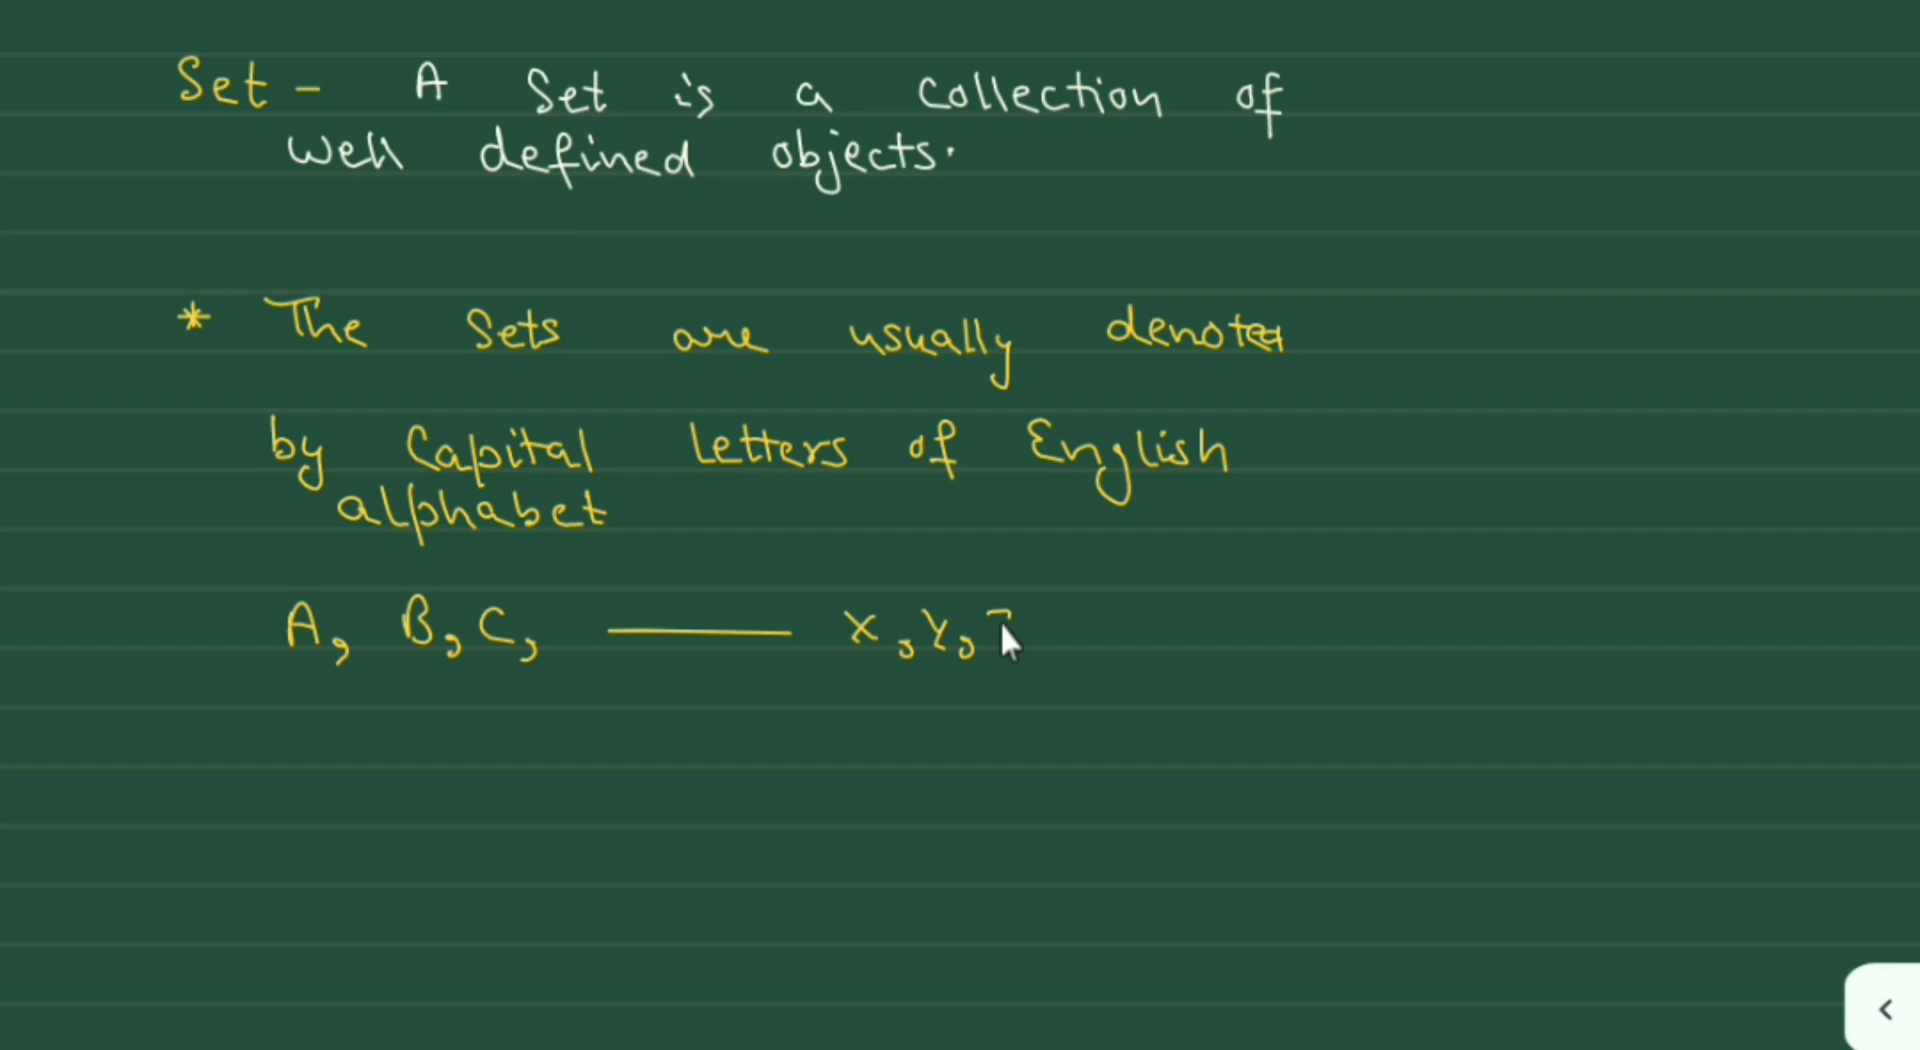 Set - A Set is a collection of
well defined objects.
* The Sets are usually denoted
by Capital letters of English
alphabet
A, B, C, —— X, Y, Z